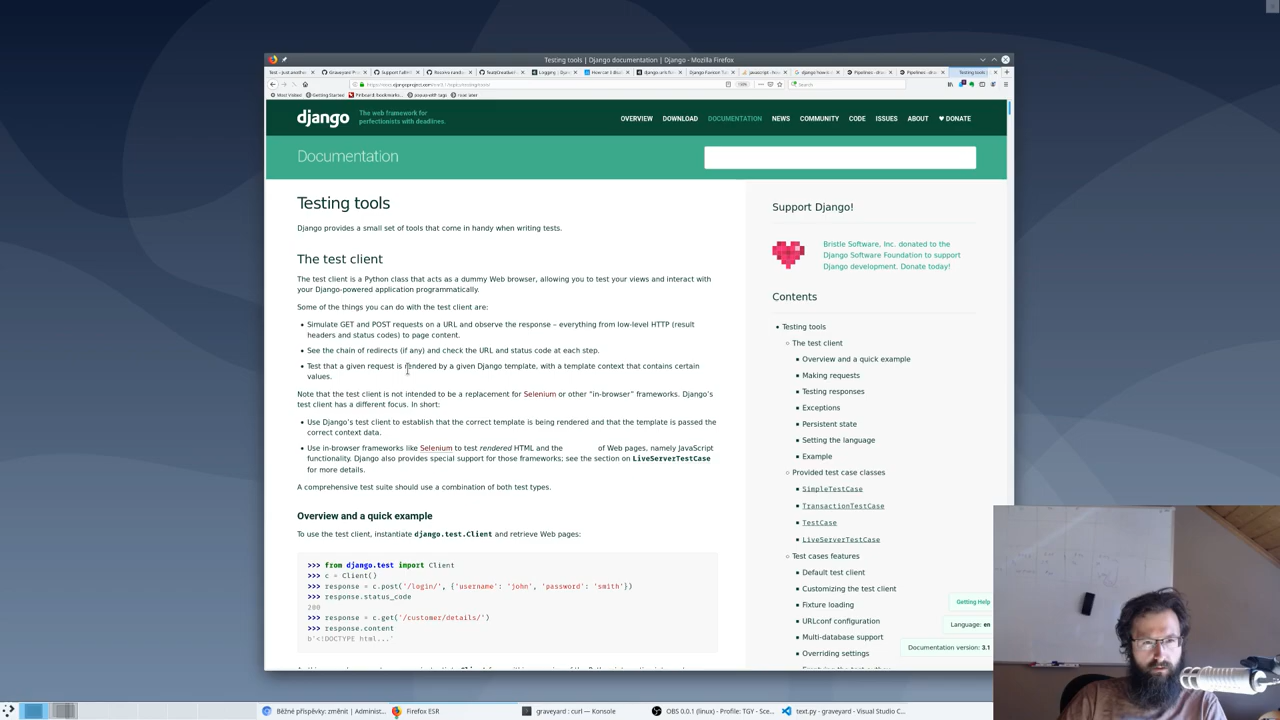 Testing tools | Django documentation | Django - Mozilla Firefox
Testing tools
Search
Most Visited Getting Started
django
The web framework for
perfectionists with deadlines.
OVERVIEW DOWNLOAD DOCUMENTATION NEWS COMMUNITY CODE ISSUES ABOUT ♥ DONATE
Documentation
Testing tools
Django provides a small set of tools that come in handy when writing tests.
The test client
The test client is a Python class that acts as a dummy Web browser, allowing you to test your views and interact with
your Django-powered application programmatically.
Some of the things you can do with the test client are:
Simulate GET and POST requests on a URL and observe the response – everything from low-level HTTP (result
headers and status codes) to page content.
See the chain of redirects (if any) and check the URL and status code at each step.
Test that a given request is rendered by a given Django template, with a template context that contains certain
values.
Note that the test client is not intended to be a replacement for Selenium or other “in-browser” frameworks. Django’s
test client has a different focus. In short:
Use Django’s test client to establish that the correct template is being rendered and that the template is passed the
correct context data.
Use in-browser frameworks like Selenium to test rendered HTML and the of Web pages, namely JavaScript
functionality. Django also provides special support for those frameworks; see the section on LiveServerTestCase
for more details.
A comprehensive test suite should use a combination of both test types.
Overview and a quick example
To use the test client, instantiate django.test.Client and retrieve Web pages:
>>> from django.test import Client
>>> c = Client()
>>> response = c.post('/login/', {'username': 'john', 'password': 'smith'})
>>> response.status_code
200
>>> response = c.get('/customer/details/')
>>> response.content
b'<!DOCTYPE html...'
Support Django!
Bristle Software, Inc. donated to the
Django Software Foundation to support
Django development. Donate today!
Contents
Testing tools
The test client
Overview and a quick example
Making requests
Testing responses
Exceptions
Persistent state
Setting the language
Example
Provided test case classes
SimpleTestCase
TransactionTestCase
TestCase
LiveServerTestCase
Test cases features
Default test client
Customizing the test client
Fixture loading
URLconf configuration
Multi-database support
Overriding settings
Getting Help
Language: en
Documentation version: 3.1
Běžné příspěvky: změnit | Administ...
Firefox ESR
graveyard : curl — Konsole
OBS 0.0.1 (linux) - Profile: TGY - Sce...
text.py - graveyard - Visual Studio C...